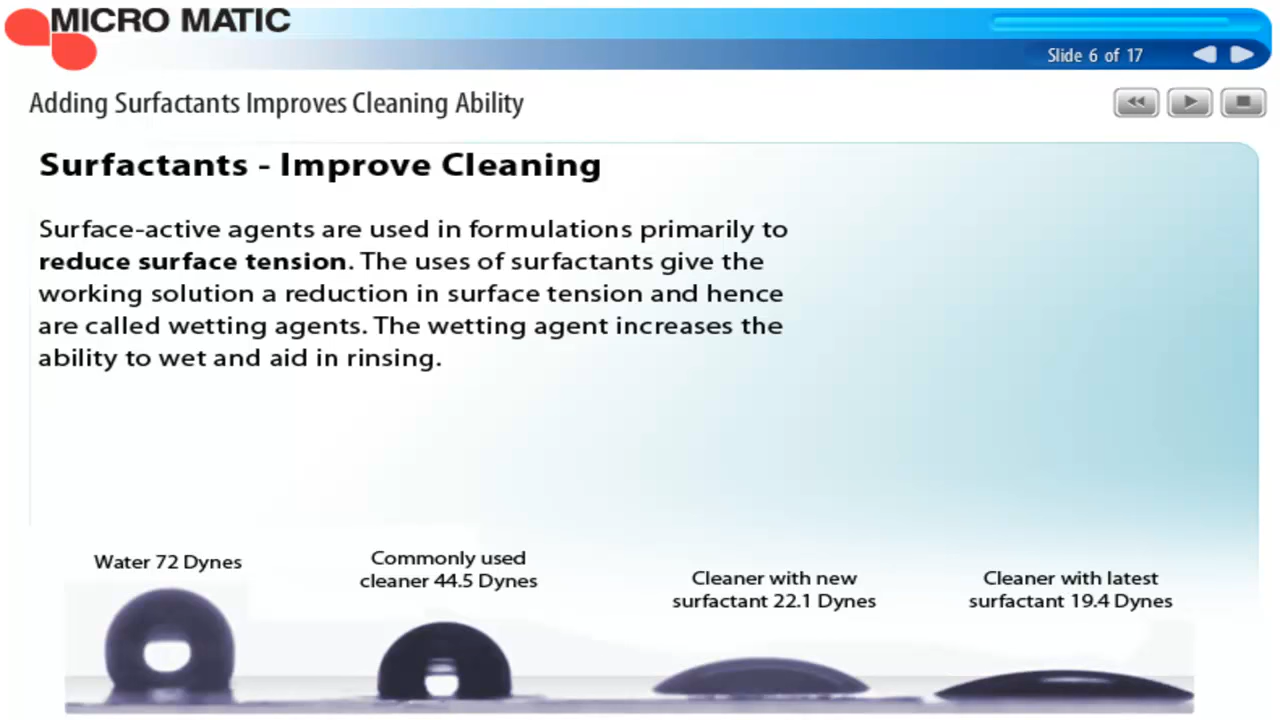 MICRO MATIC
Slide 6 of 17
Adding Surfactants Improves Cleaning Ability
Surfactants - Improve Cleaning
Surface-active agents are used in formulations primarily to
reduce surface tension. The uses of surfactants give the
working solution a reduction in surface tension and hence
are called wetting agents. The wetting agent increases the
ability to wet and aid in rinsing.
Water 72 Dynes
Commonly used
cleaner 44.5 Dynes
Cleaner with new
surfactant 22.1 Dynes
Cleaner with latest
surfactant 19.4 Dynes